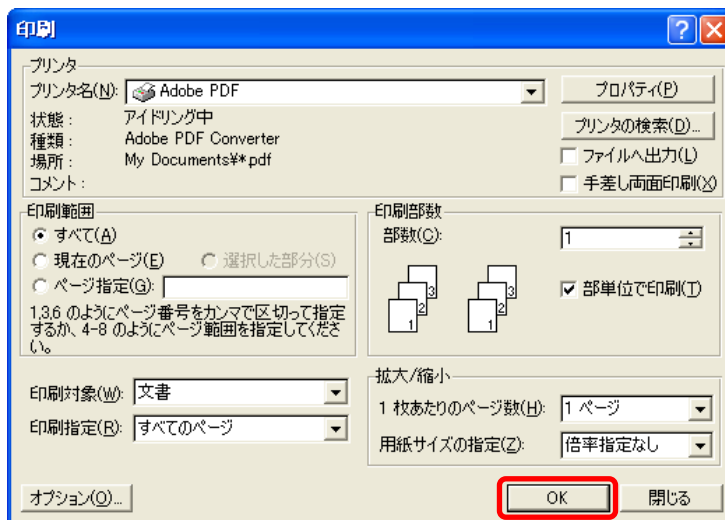 印刷
プリンタ
プリンタ名(N): Adobe PDF プロパティ(P)
状態： アイドリング中
種類： Adobe PDF Converter プリンタの検索(D)...
場所： My Documents¥*.pdf ファイルへ出力(L)
コメント： 手差し両面印刷(X)
印刷範囲
すべて(A)
現在のページ(E) 選択した部分(S)
ページ指定(G):
1,3,6 のようにページ番号をカンマで区切って指定
するか、4-8 のようにページ範囲を指定してくださ
い。
印刷部数
部数(C): 1
部単位で印刷(T)
3 3
2 2
1 1
印刷対象(W): 文書
印刷指定(R): すべてのページ
拡大/縮小
1 枚あたりのページ数(H): 1 ページ
用紙サイズの指定(Z): 倍率指定なし
オプション(O)... OK 閉じる